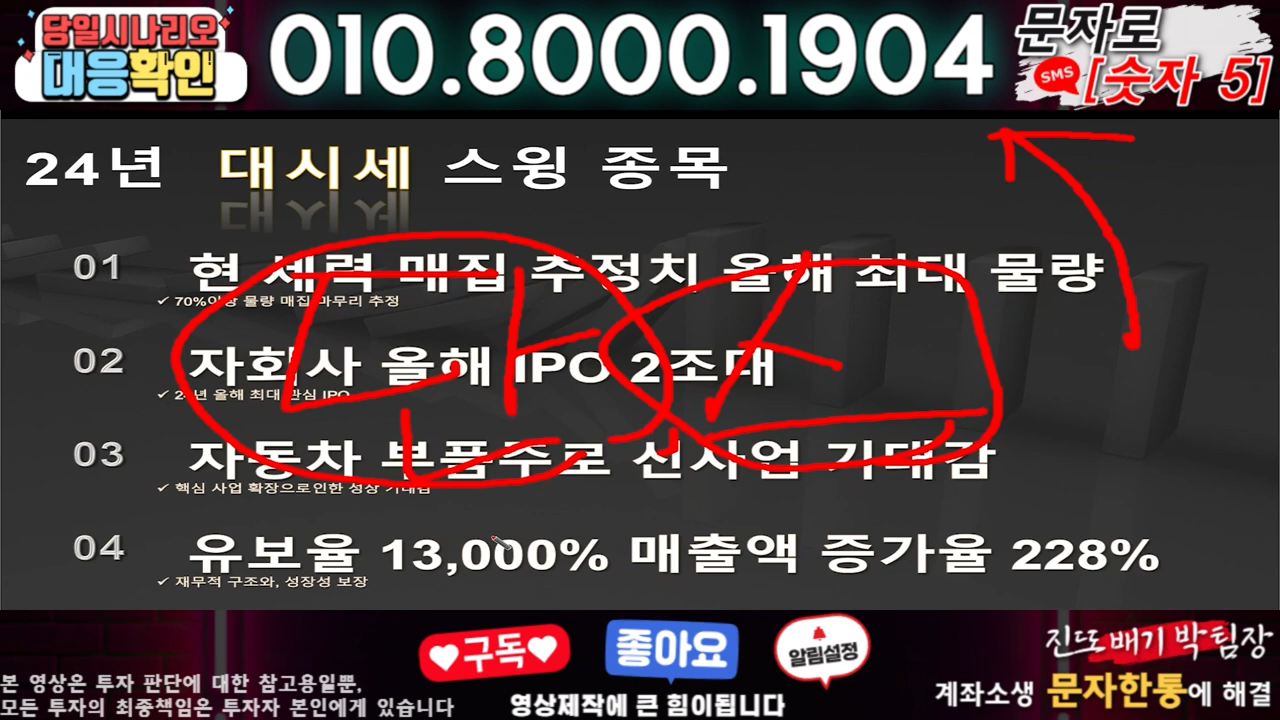 당일시나리오
대응확인
010.8000.1904
문자로
SMS [숫자 5]
24년 대시세 스윙 종목
01 현 세력 매집 추정치 올해 최대 물량
✓ 70%이상 물량 매집 마무리 추정
02 자회사 올해 IPO 2조대
✓ 24년 올해 최대 관심 IPO
03 자동차 부품주로 신사업 기대감
✓ 핵심 사업 확장으로인한 성장 기대감
04 유보율 13,000% 매출액 증가율 228%
✓ 재무적 구조와, 성장성 보장
구독
좋아요
알림설정
영상제작에 큰 힘이됩니다
본 영상은 투자 판단에 대한 참고용일뿐,
모든 투자의 최종책임은 투자자 본인에게 있습니다
진또배기 박팀장
계좌소생 문자한통에 해결